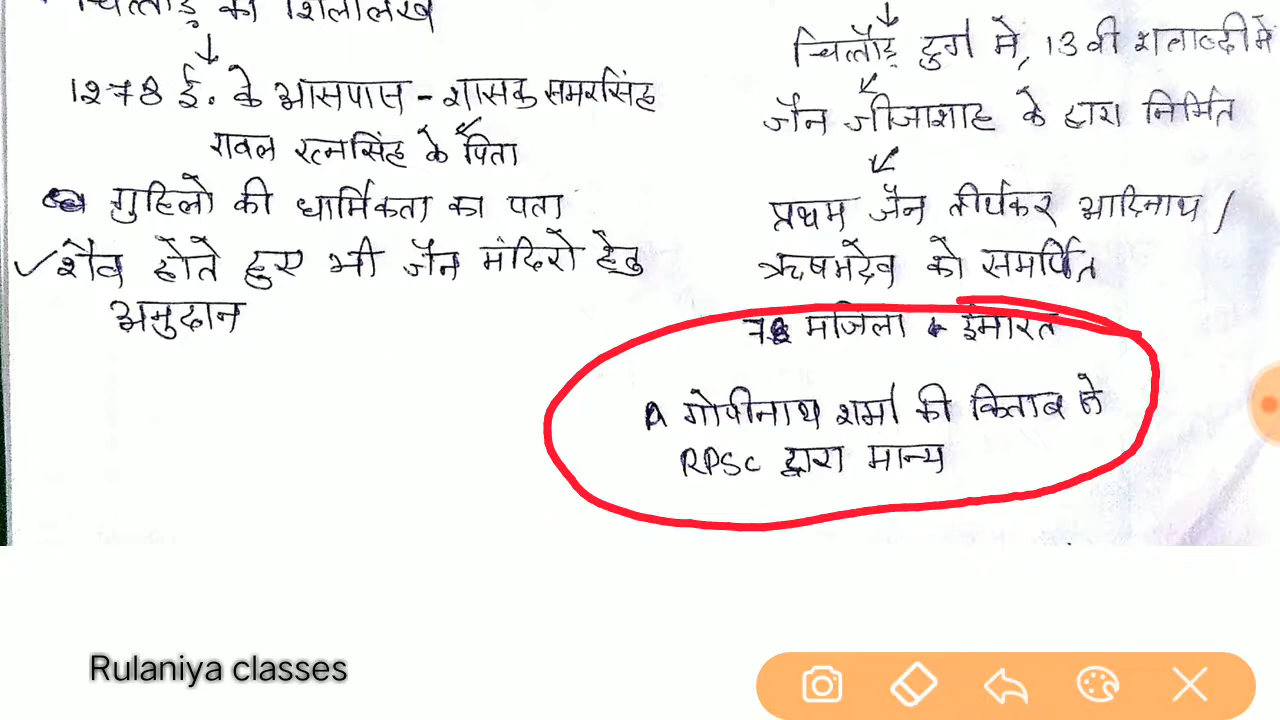 चित्तौड़ का शिलालेख
1278 ई. के आसपास - शासक समरसिंह
रावल रत्नसिंह के पिता
गुहिलो की धार्मिकता का पता
✓ शैव होते हुए भी जैन मंदिरो हेतु
अनुदान
चित्तौड़ दुर्ग मे, 13 वी शताब्दी मे
जैन जीजाशाह के द्वारा निर्मित
प्रथम जैन तीर्थकर आदिनाथ /
ऋषभदेव को समर्पित
7 मंजिला इमारत
गोपीनाथ शर्मा की किताब से
RPSC द्वारा मान्य
Rulaniya classes